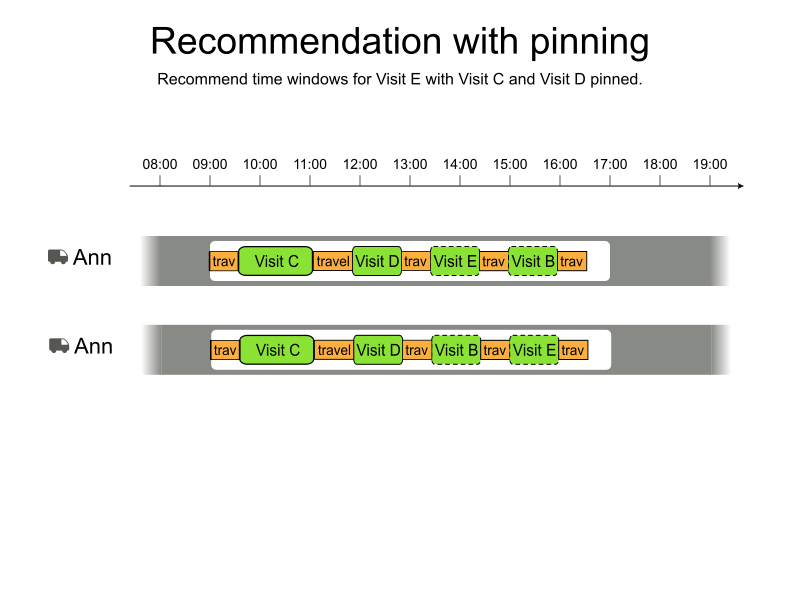 Recommendation with pinning
Recommend time windows for Visit E with Visit C and Visit D pinned.
08:00 09:00 10:00 11:00 12:00 13:00 14:00 15:00 16:00 17:00 18:00 19:00
Ann trav Visit C travel Visit D trav Visit E trav Visit B trav
Ann trav Visit C travel Visit D trav Visit B trav Visit E trav